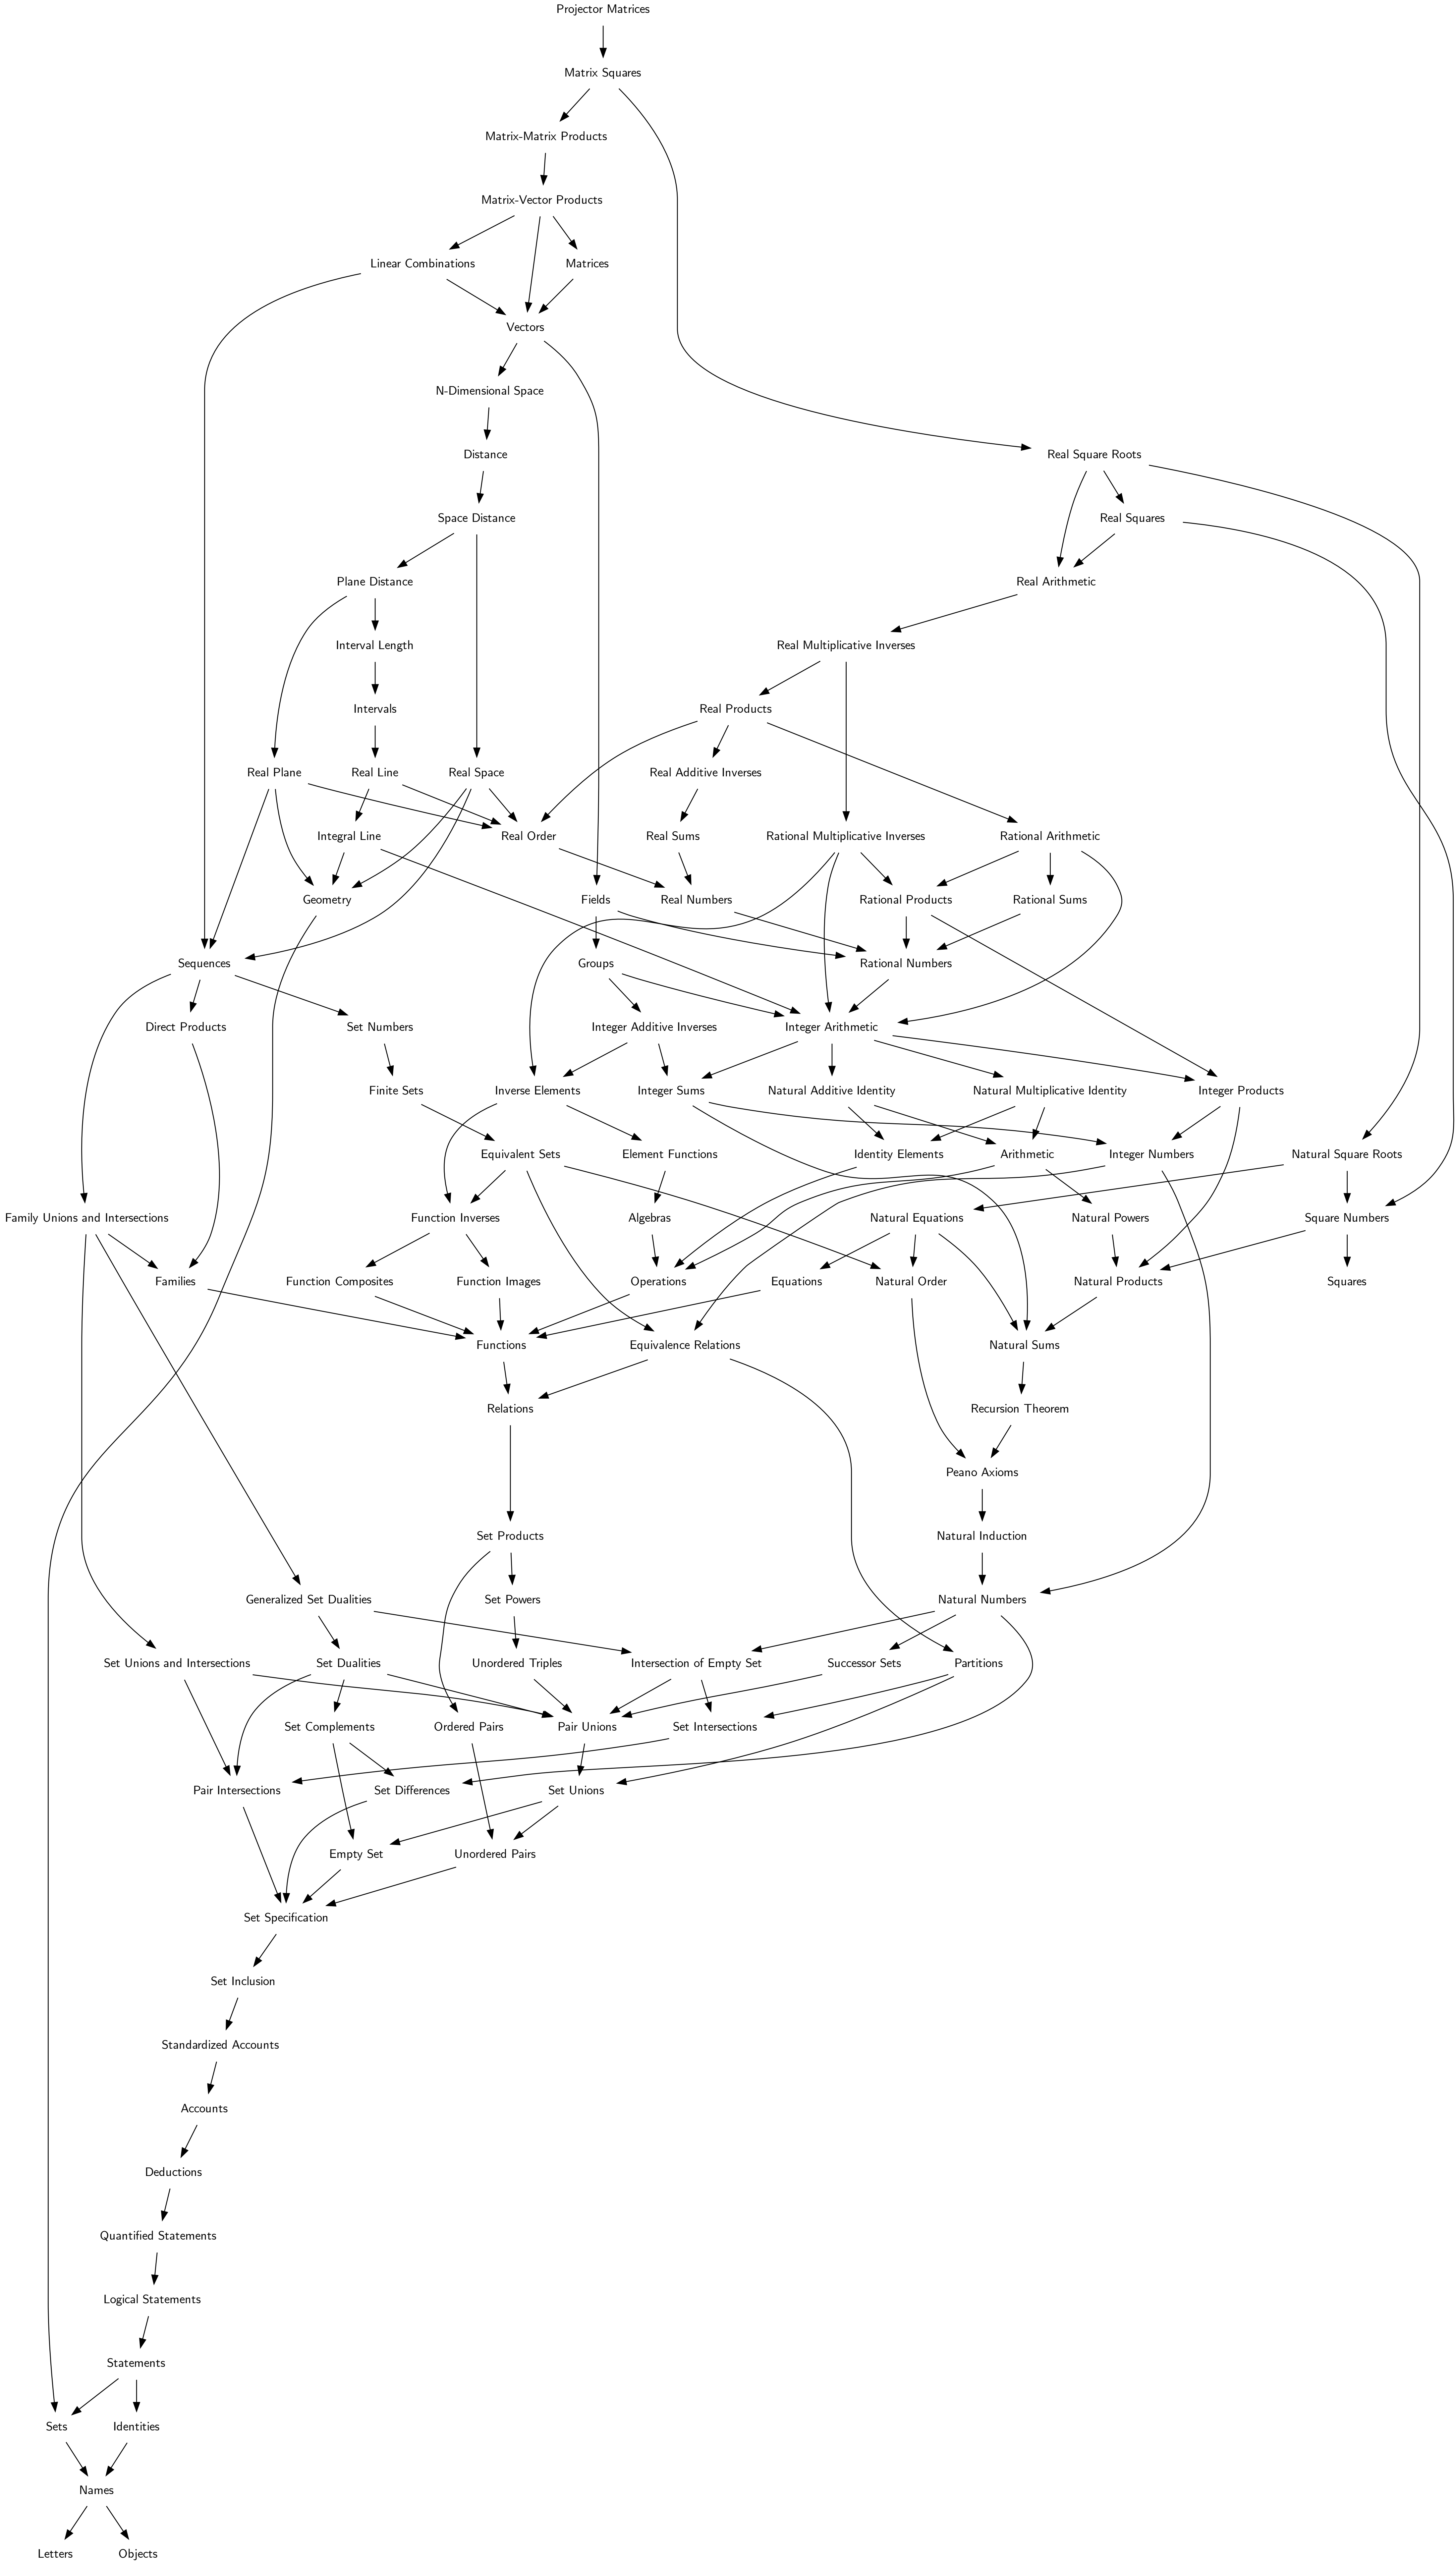 Projector Matrices
Matrix Squares
Matrix-Matrix Products
Matrix-Vector Products
Linear Combinations
Matrices
Vectors
N-Dimensional Space
Distance
Real Square Roots
Space Distance
Real Squares
Plane Distance
Real Arithmetic
Interval Length
Real Multiplicative Inverses
Intervals
Real Products
Real Plane
Real Line
Real Space
Real Additive Inverses
Integral Line
Real Order
Real Sums
Rational Multiplicative Inverses
Rational Arithmetic
Geometry
Fields
Real Numbers
Rational Products
Rational Sums
Sequences
Groups
Rational Numbers
Direct Products
Set Numbers
Integer Additive Inverses
Integer Arithmetic
Finite Sets
Inverse Elements
Integer Sums
Natural Additive Identity
Natural Multiplicative Identity
Integer Products
Equivalent Sets
Element Functions
Identity Elements
Arithmetic
Integer Numbers
Natural Square Roots
Family Unions and Intersections
Function Inverses
Algebras
Natural Equations
Natural Powers
Square Numbers
Families
Function Composites
Function Images
Operations
Equations
Natural Order
Natural Products
Squares
Functions
Equivalence Relations
Natural Sums
Relations
Recursion Theorem
Peano Axioms
Set Products
Natural Induction
Generalized Set Dualities
Set Powers
Natural Numbers
Set Unions and Intersections
Set Dualities
Unordered Triples
Intersection of Empty Set
Successor Sets
Partitions
Set Complements
Ordered Pairs
Pair Unions
Set Intersections
Pair Intersections
Set Differences
Set Unions
Empty Set
Unordered Pairs
Set Specification
Set Inclusion
Standardized Accounts
Accounts
Deductions
Quantified Statements
Logical Statements
Statements
Sets
Identities
Names
Letters
Objects